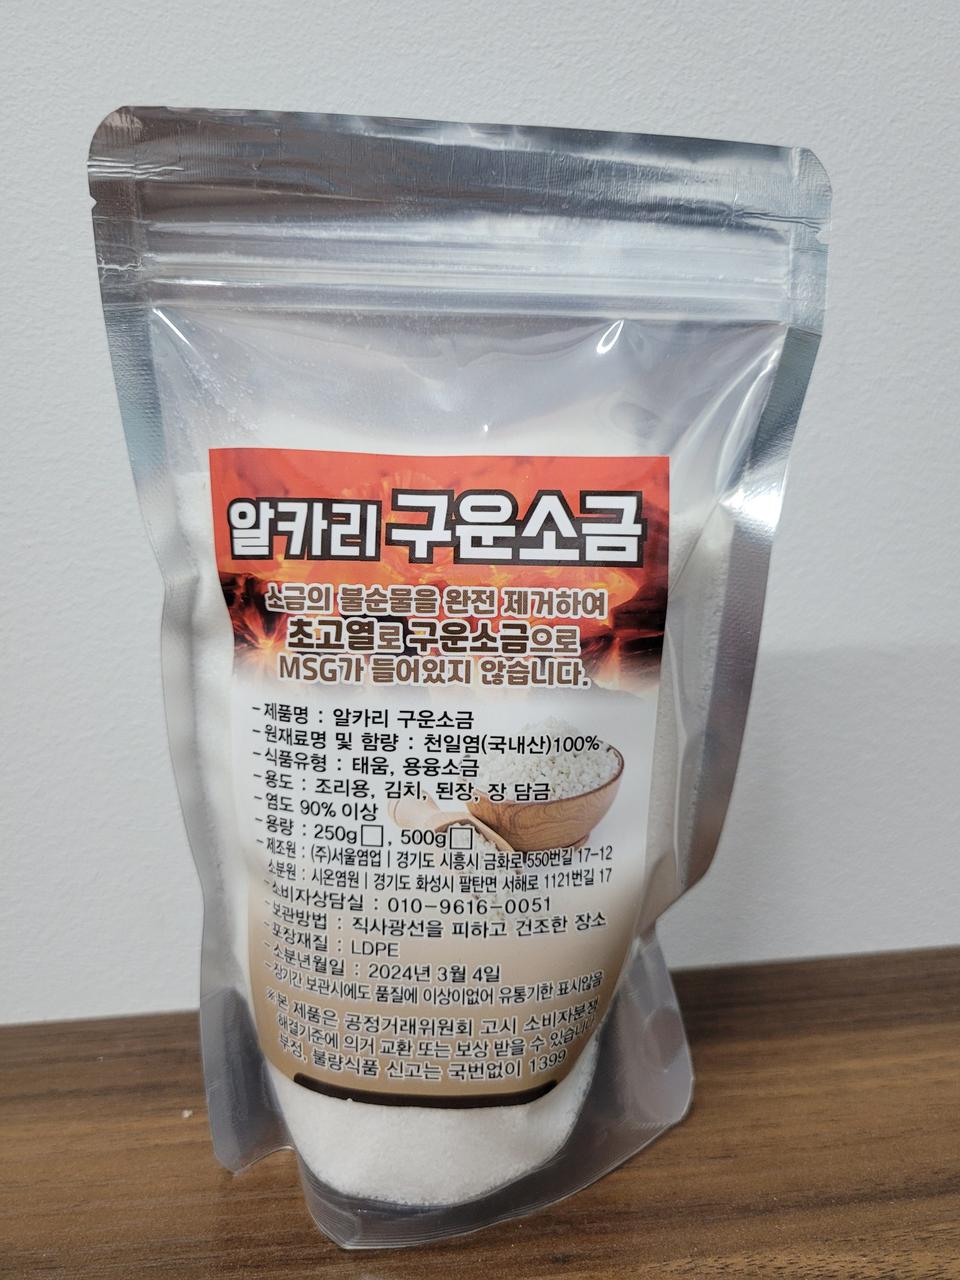 알카리 구운소금
소금의 불순물을 완전 제거하여
초고열로 구운소금으로
MSG가 들어있지 않습니다.
-제품명 : 알카리 구운소금
-원재료명 및 함량 : 천일염(국내산)100%
-식품유형 : 태움, 용융소금
-용도 : 조리용, 김치, 된장, 장 담금
-염도 90% 이상
-용량 : 250g□, 500g□
-제조원 : (주)서울염업 | 경기도 시흥시 금화로 550번길 17-12
소분원 : 시온염원 | 경기도 화성시 팔탄면 서해로 1121번길 17
-소비자상담실 : 010-9616-0051
-보관방법 : 직사광선을 피하고 건조한 장소
-포장재질 : LDPE
-소분년월일 : 2024년 3월 4일
-장기간 보관시에도 품질에 이상이없어 유통기한 표시않음
※본 제품은 공정거래위원회 고시 소비자분쟁
해결기준에 의거 교환 또는 보상 받을 수 있습니다
부정, 불량식품 신고는 국번없이 1399